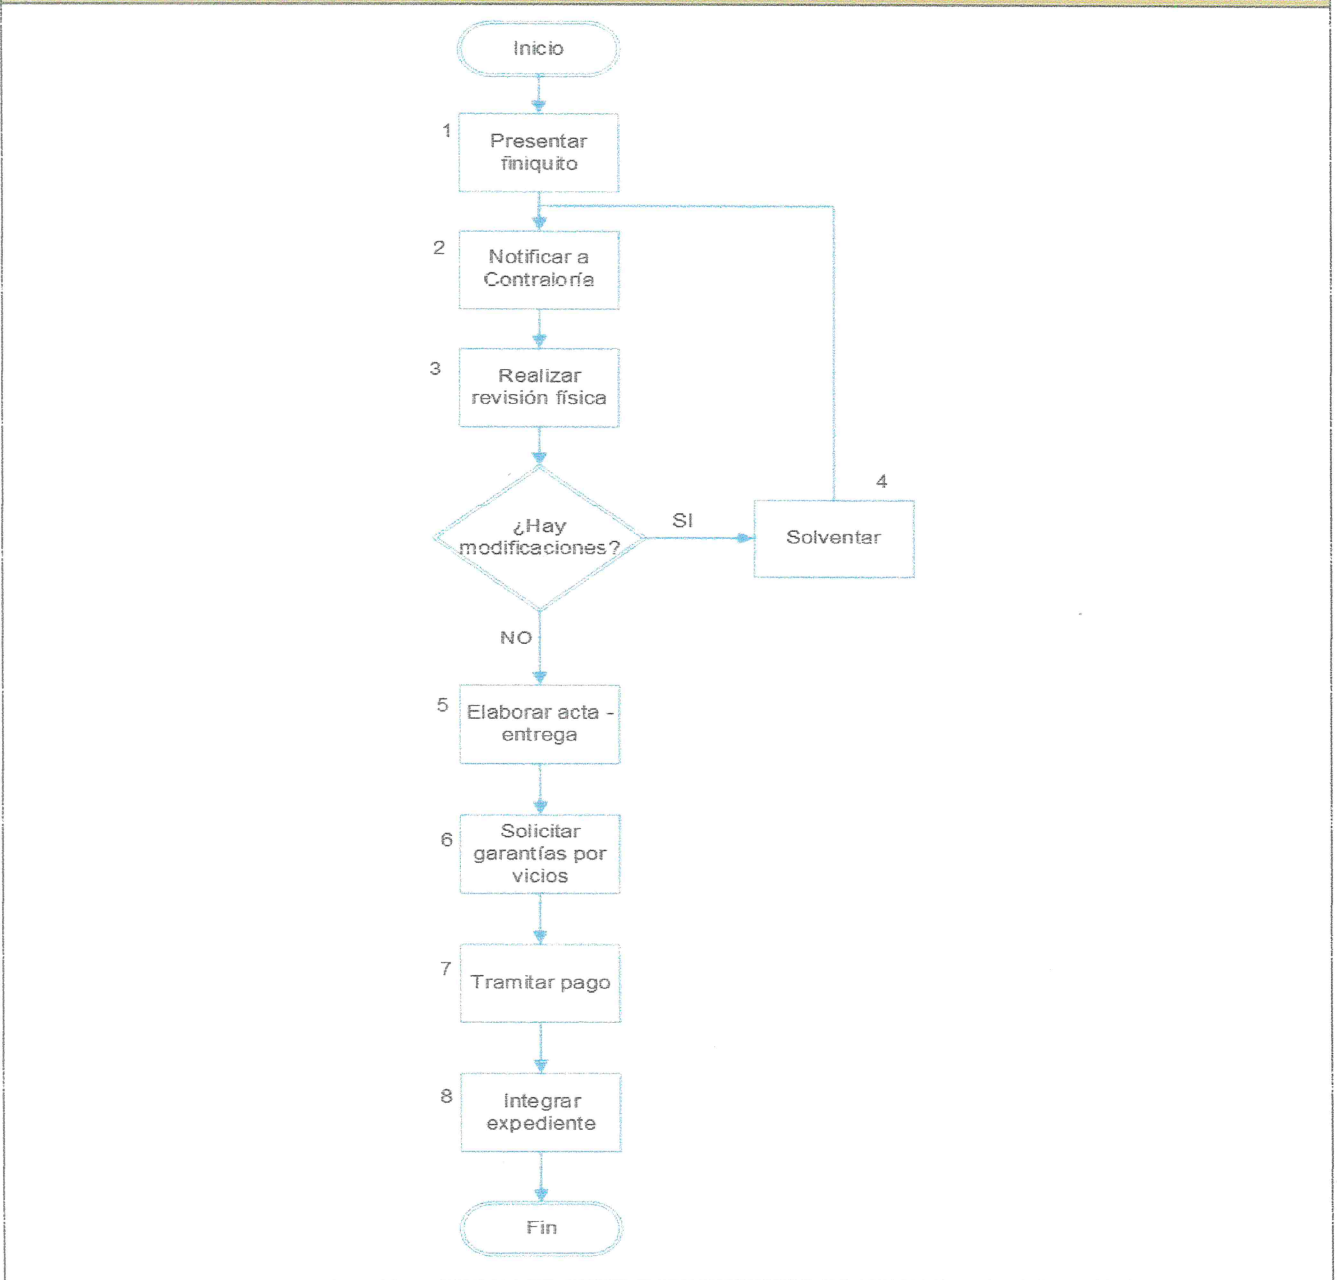 Inicio
1
Presentar
finiquito
2
Notificar a
Contraloría
3
Realizar
revisión física
4
¿Hay
modificaciones?
SI
Solventar
NO
5
Elaborar acta -
entrega
6
Solicitar
garantías por
vicios
7
Tramitar pago
8
Integrar
expediente
Fin